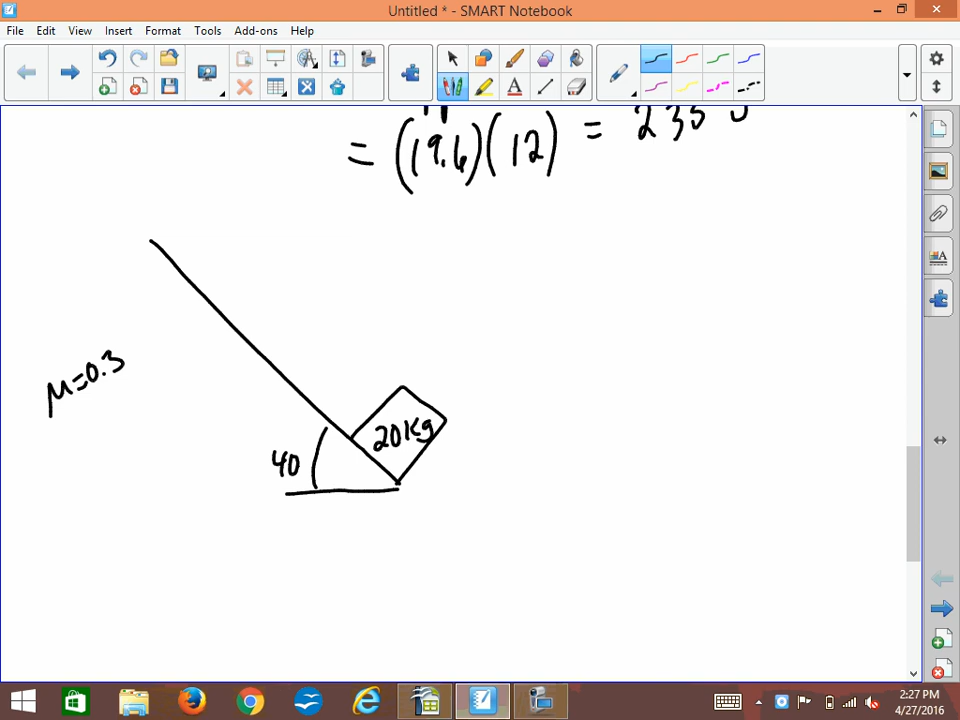 Untitled * - SMART Notebook
File Edit View Insert Format Tools Add-ons Help
= (19.6)(12) = 235 J
μ=0.3
20Kg
40
2:27 PM
4/27/2016